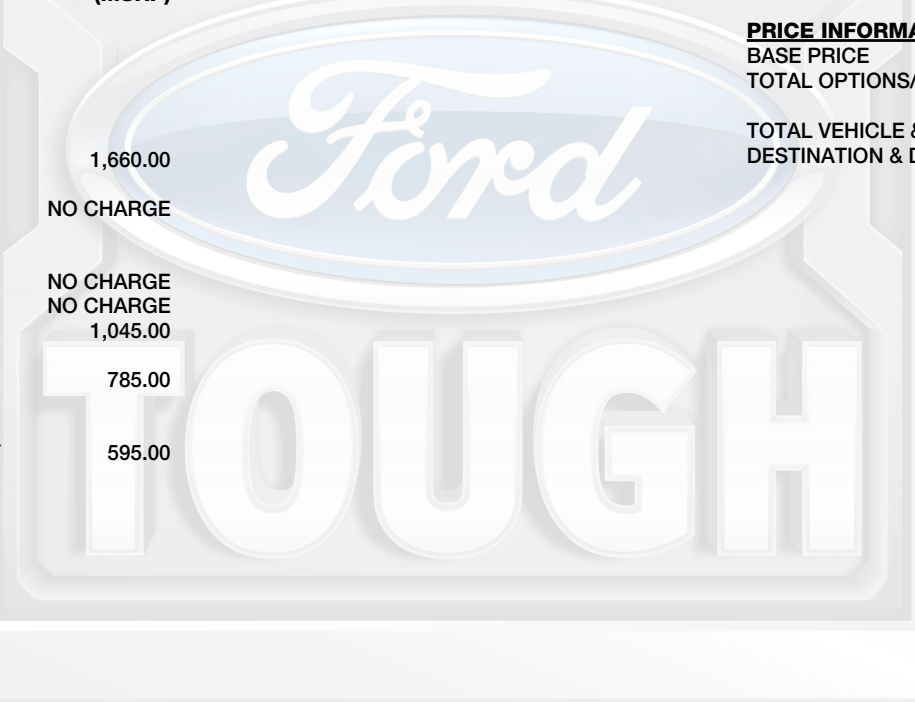 (MSRP)
1,660.00
NO CHARGE
NO CHARGE
NO CHARGE
1,045.00
785.00
595.00
PRICE INFORMA
BASE PRICE
TOTAL OPTIONS/
TOTAL VEHICLE &
DESTINATION & D
Ford
TOUGH